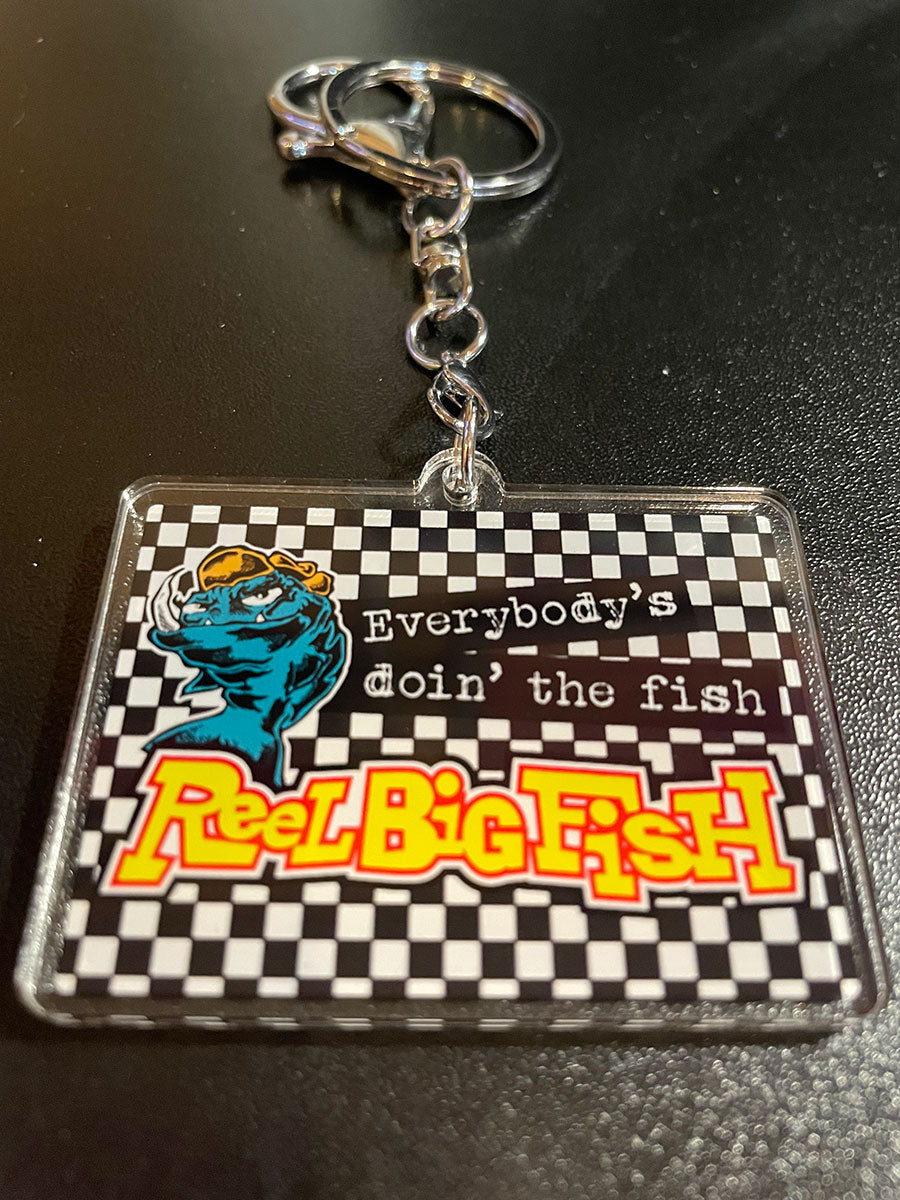 Everybody's
doin' the fish
REEL BIG FISH